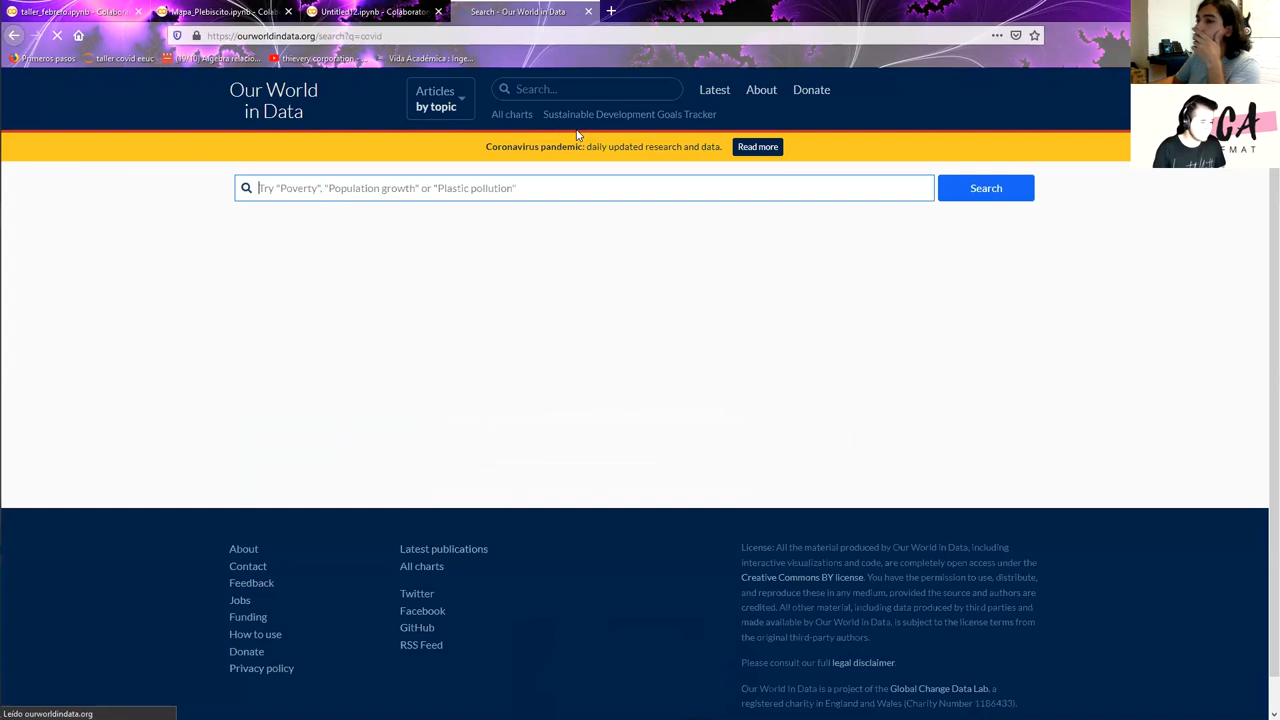 taller_febrero.ipynb - Colabora
Mapa_Plebiscito.ipynb - Colab
Untitled12.ipynb - Colaborator
Search - Our World in Data
https://ourworldindata.org/search?q=covid
Primeros pasos
taller covid eeuc
(19/10) Algebra relacio...
thievery corporation - ...
Vida Académica : Inge...
Our World
in Data
Articles
by topic
Search...
Latest
About
Donate
All charts
Sustainable Development Goals Tracker
Coronavirus pandemic: daily updated research and data.
Read more
Try "Poverty", "Population growth" or "Plastic pollution"
Search
About
Contact
Feedback
Jobs
Funding
How to use
Donate
Privacy policy
Latest publications
All charts
Twitter
Facebook
GitHub
RSS Feed
License: All the material produced by Our World in Data, including
interactive visualizations and code, are completely open access under the
Creative Commons BY license. You have the permission to use, distribute,
and reproduce these in any medium, provided the source and authors are
credited. All other material, including data produced by third parties and
made available by Our World in Data, is subject to the license terms from
the original third-party authors.
Please consult our full legal disclaimer.
Our World In Data is a project of the Global Change Data Lab, a
registered charity in England and Wales (Charity Number 1186433).
Leído ourworldindata.org
CA
FMAT